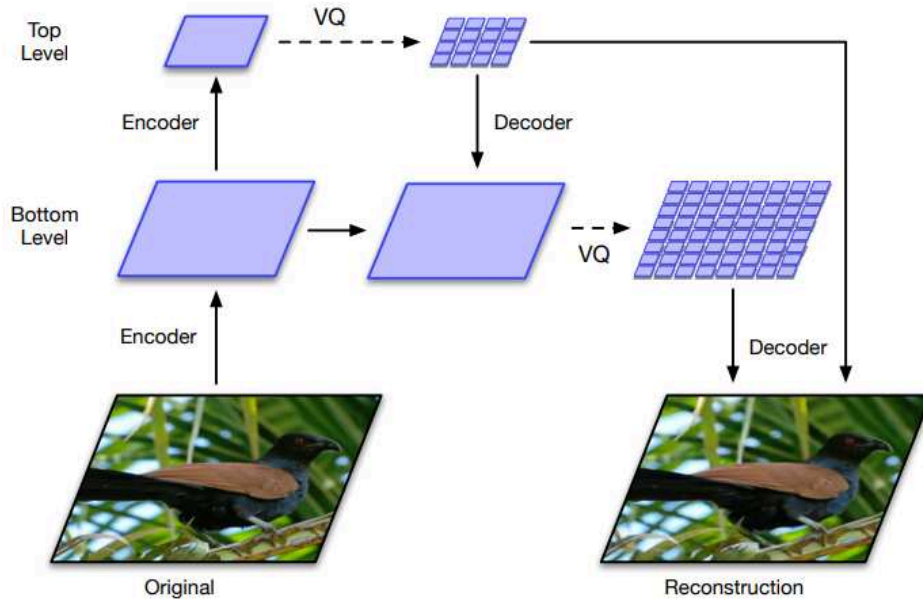 Top
Level
VQ
Encoder
Decoder
Bottom
Level
VQ
Encoder
Decoder
Original
Reconstruction